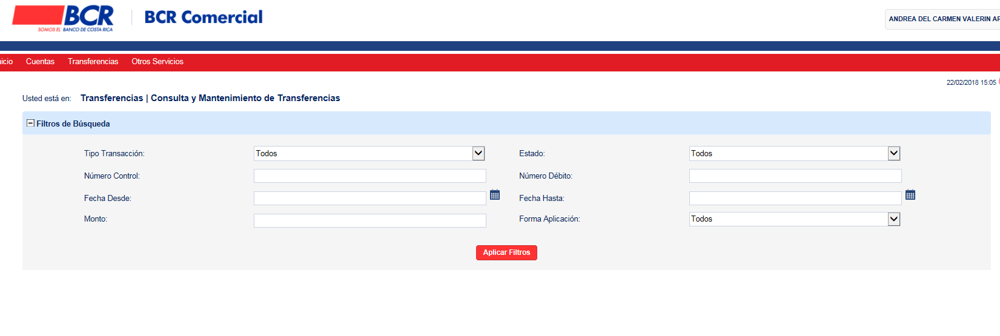 BCR
SOMOS EL BANCO DE COSTA RICA
BCR Comercial
ANDREA DEL CARMEN VALERIN
Cuentas Transferencias Otros Servicios
22/02/2018 15:05
Usted está en: Transferencias | Consulta y Mantenimiento de Transferencias
Filtros de Búsqueda
Tipo Transacción: Todos Estado: Todos
Número Control: Número Débito:
Fecha Desde: Fecha Hasta:
Monto: Forma Aplicación: Todos
Aplicar Filtros